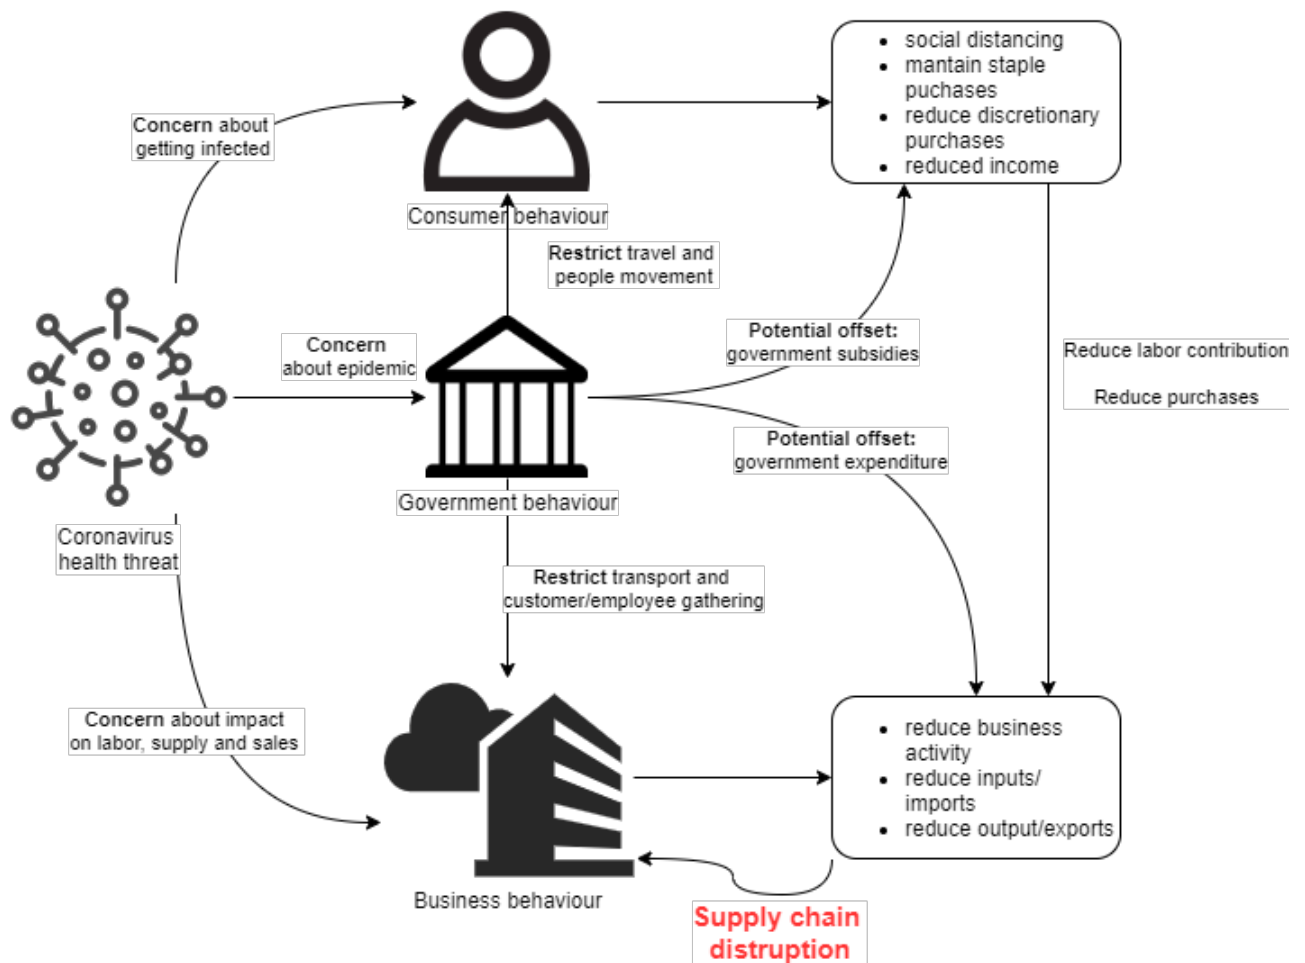 social distancing
mantain staple
puchases
reduce discretionary
purchases
reduced income
Concern about
getting infected
Consumer behaviour
Restrict travel and
people movement
Concern
about epidemic
Potential offset:
government subsidies
Reduce labor contribution
Reduce purchases
Potential offset:
government expenditure
Government behaviour
Coronavirus
health threat
Restrict transport and
customer/employee gathering
Concern about impact
on labor, supply and sales
reduce business
activity
reduce inputs/
imports
reduce output/exports
Business behaviour
Supply chain
distruption